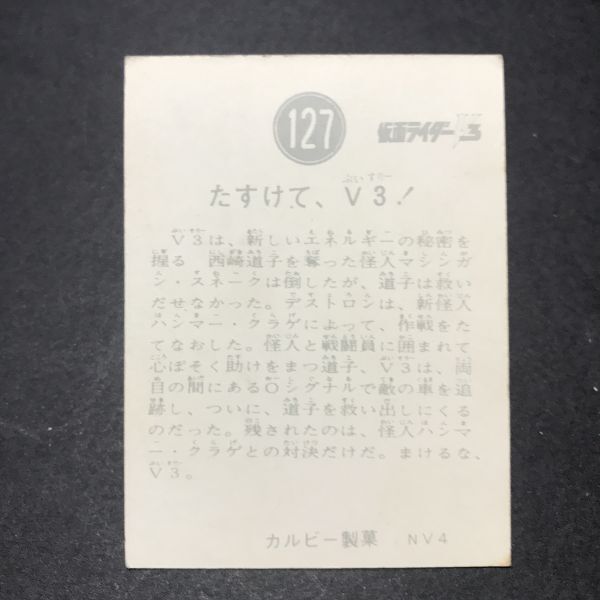 127
仮面ライダーV3
たすけて、V3!
V3は、新しいエネルギーの秘密を
握る 西崎道子を奪った怪人マシンガ
ン・スネークは倒したが、道子は救い
だせなかった。デストロンは、新怪人
ハンマー・クラゲによって、作戦をた
てなおした。怪人と戦闘員に囲まれて
心ぼそく助けをまつ道子、V3は、両
目の間にあるOシグナルで敵の車を追
跡し、ついに、道子を救い出しにくる
のだった。残されたのは、怪人ハンマ
ー・クラゲとの対決だけだ。まけるな、
V3。
カルビー製菓 NV4